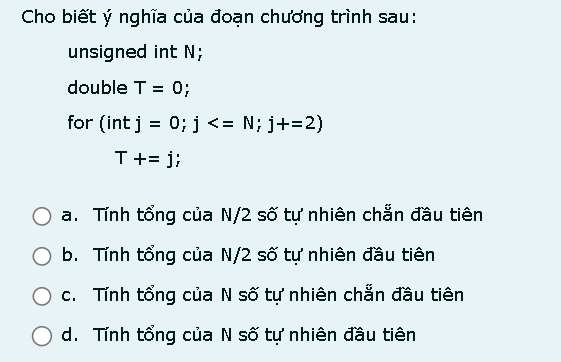 Cho biết ý nghĩa của đoạn chương trình sau:
unsigned int N;
double T = 0;
for (int j = 0; j <= N; j+=2)
T += j;
a. Tính tổng của N/2 số tự nhiên chẵn đầu tiên
b. Tính tổng của N/2 số tự nhiên đầu tiên
c. Tính tổng của N số tự nhiên chẵn đầu tiên
d. Tính tổng của N số tự nhiên đầu tiên